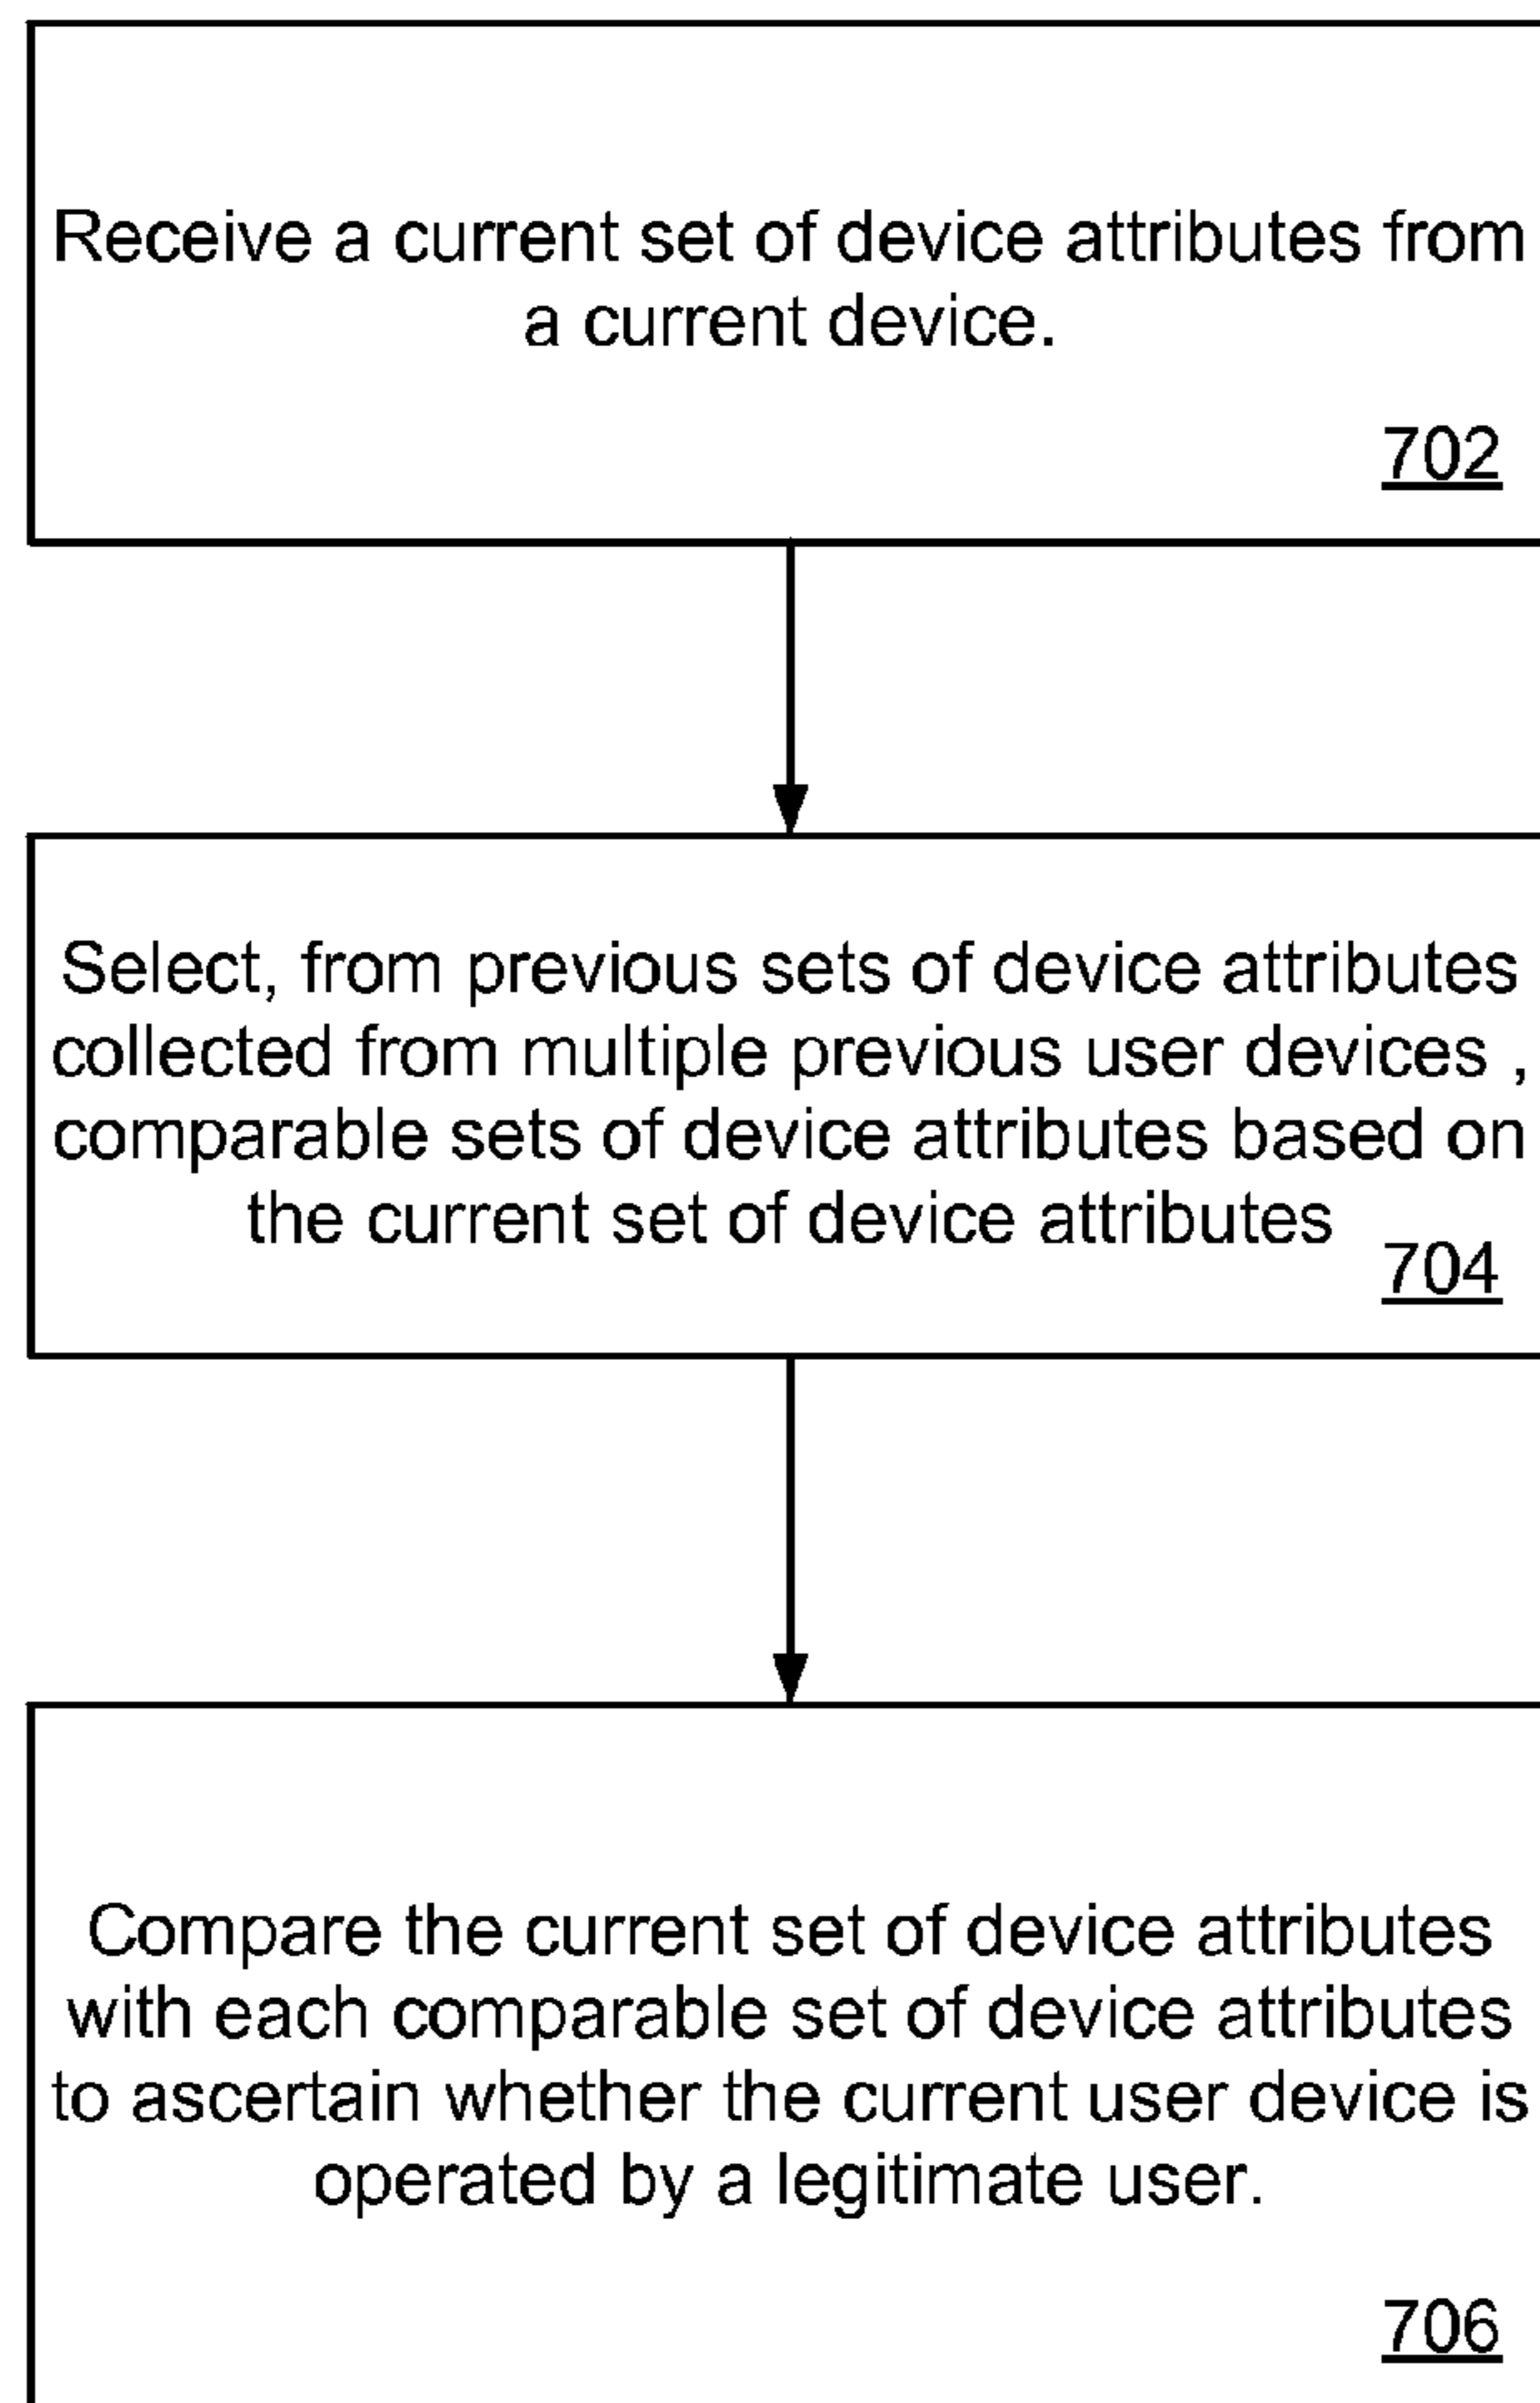 Receive a current set of device attributes from
a current device.
702
Select, from previous sets of device attributes
collected from multiple previous user devices ,
comparable sets of device attributes based on
the current set of device attributes
704
Compare the current set of device attributes
with each comparable set of device attributes
to ascertain whether the current user device is
operated by a legitimate user.
706